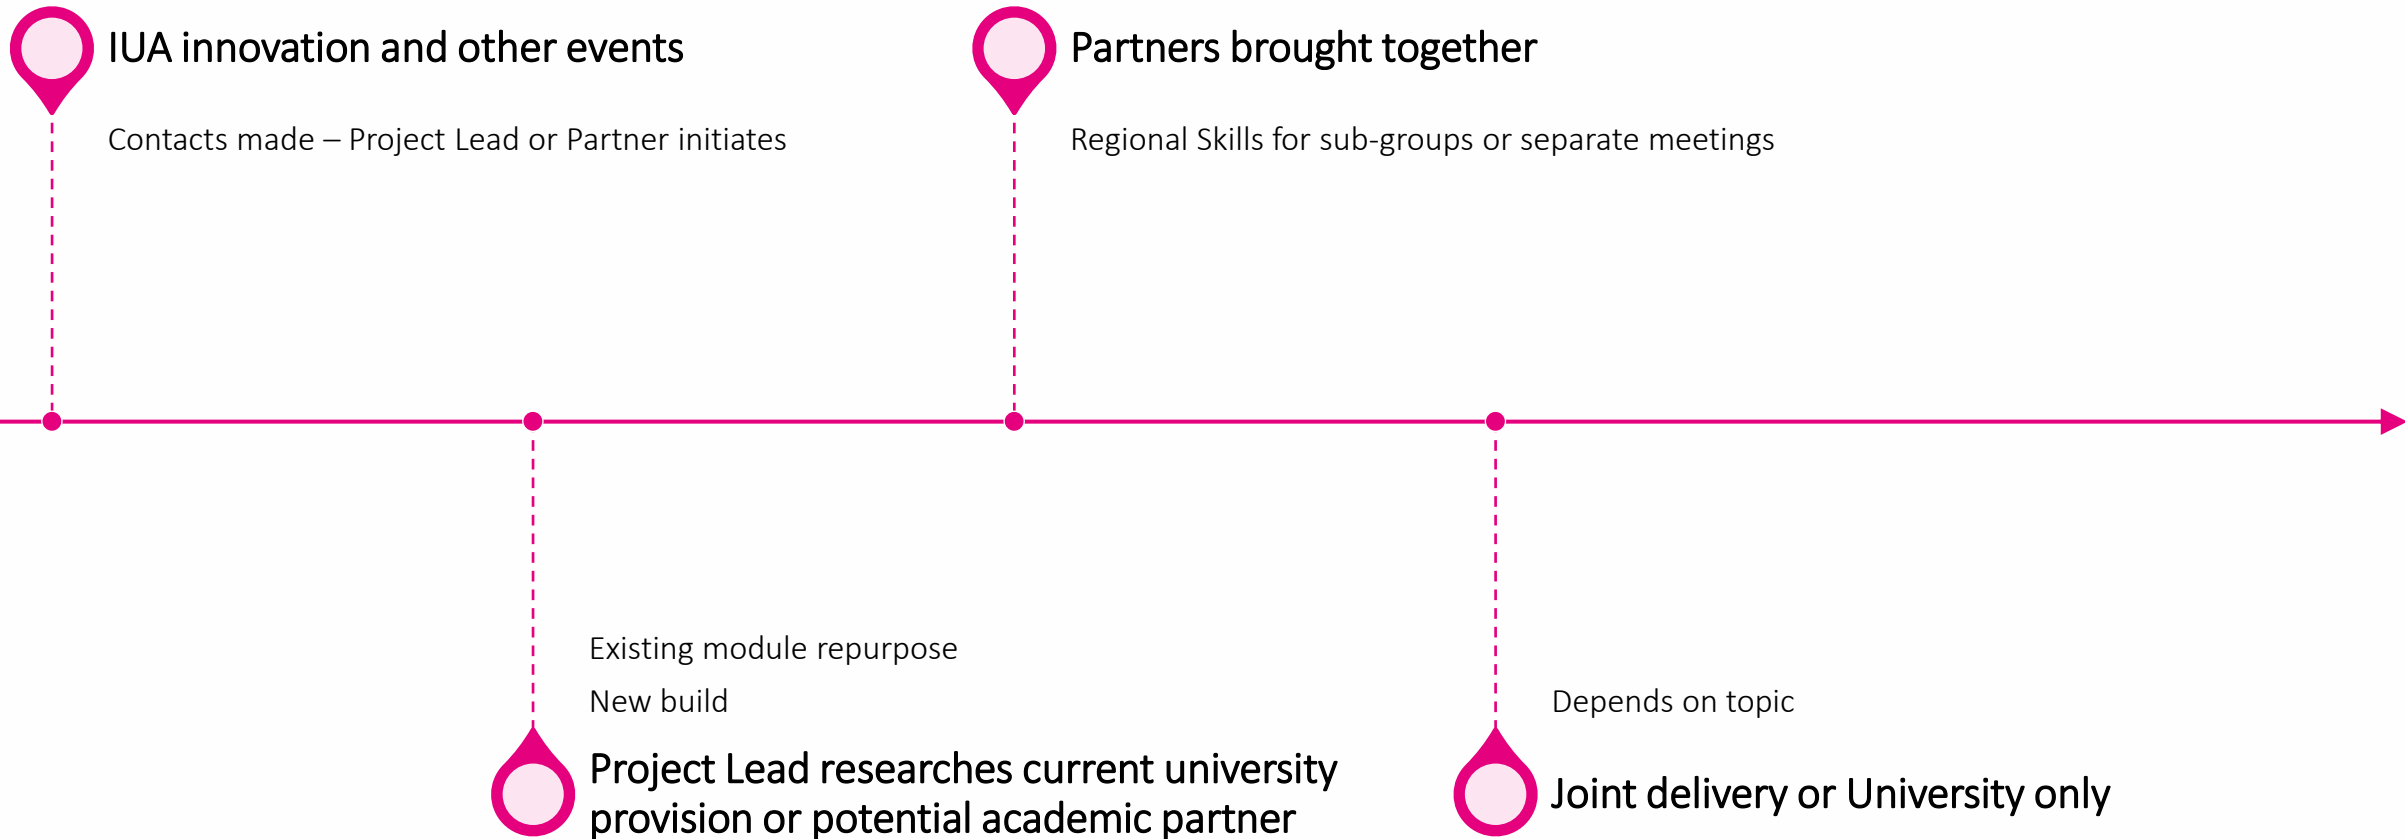 IUA innovation and other events
Contacts made – Project Lead or Partner initiates
Existing module repurpose
New build
Project Lead researches current university
provision or potential academic partner
Partners brought together
Regional Skills for sub-groups or separate meetings
Depends on topic
Joint delivery or University only